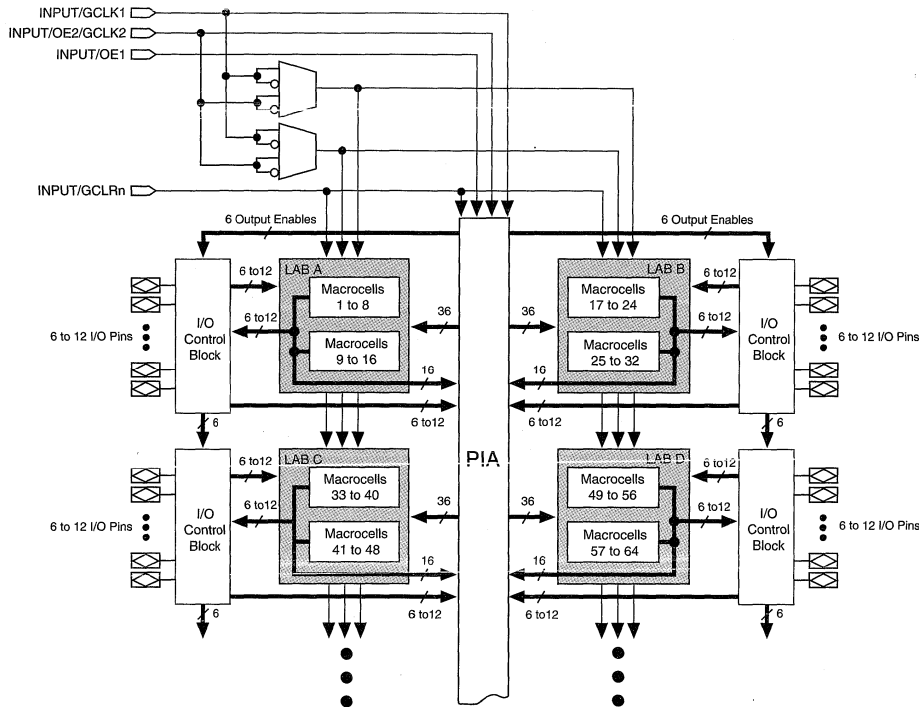 INPUT/GCLK1
INPUT/OE2/GCLK2
INPUT/OE1
INPUT/GCLRn
6 Output Enables
6 Output Enables
6 to12
LAB A
Macrocells
1 to 8
LAB B
Macrocells
17 to 24
6 to12
6 to 12 I/O Pins
I/O
Control
Block
6 to12
Macrocells
9 to 16
36
36
Macrocells
25 to 32
6 to12
I/O
Control
Block
6 to 12 I/O Pins
16
16
6 to12
6 to12
6
6
PIA
6 to12
LAB C
Macrocells
33 to 40
LAB D
Macrocells
49 to 56
6 to12
6 to 12 I/O Pins
I/O
Control
Block
6 to12
Macrocells
41 to 48
36
36
Macrocells
57 to 64
6 to12
I/O
Control
Block
6 to 12 I/O Pins
16
16
6 to12
6 to12
6
6